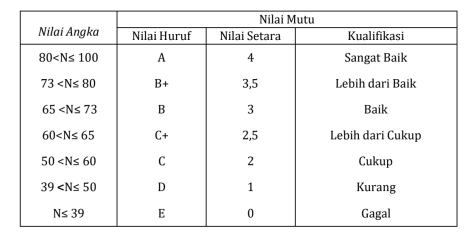 Nilai Angka Nilai Mutu
Nilai Huruf Nilai Setara Kualifikasi
80<N≤ 100 A 4 Sangat Baik
73 <N≤ 80 B+ 3,5 Lebih dari Baik
65 <N≤ 73 B 3 Baik
60<N≤ 65 C+ 2,5 Lebih dari Cukup
50 <N≤ 60 C 2 Cukup
39 <N≤ 50 D 1 Kurang
N≤ 39 E 0 Gagal